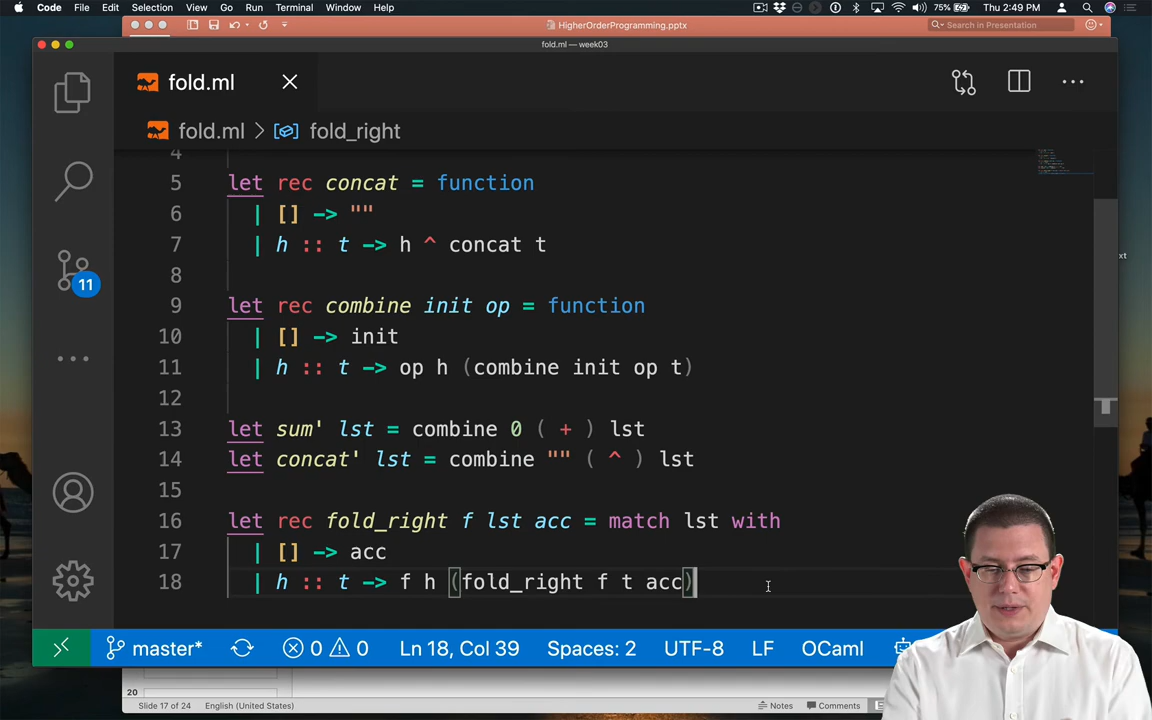 Code File Edit Selection View Go Run Terminal Window Help 75% Thu 2:49 PM
HigherOrderProgramming.pptx Search in Presentation
fold.ml — week03
fold.ml
fold.ml > fold_right
4
5 let rec concat = function
6 | [] -> ""
7 | h :: t -> h ^ concat t
8
9 let rec combine init op = function
10 | [] -> init
11 | h :: t -> op h (combine init op t)
12
13 let sum' lst = combine 0 ( + ) lst
14 let concat' lst = combine "" ( ^ ) lst
15
16 let rec fold_right f lst acc = match lst with
17 | [] -> acc
18 | h :: t -> f h (fold_right f t acc)
11
master* 0 0 Ln 18, Col 39 Spaces: 2 UTF-8 LF OCaml
20
Slide 17 of 24 English (United States) Notes Comments